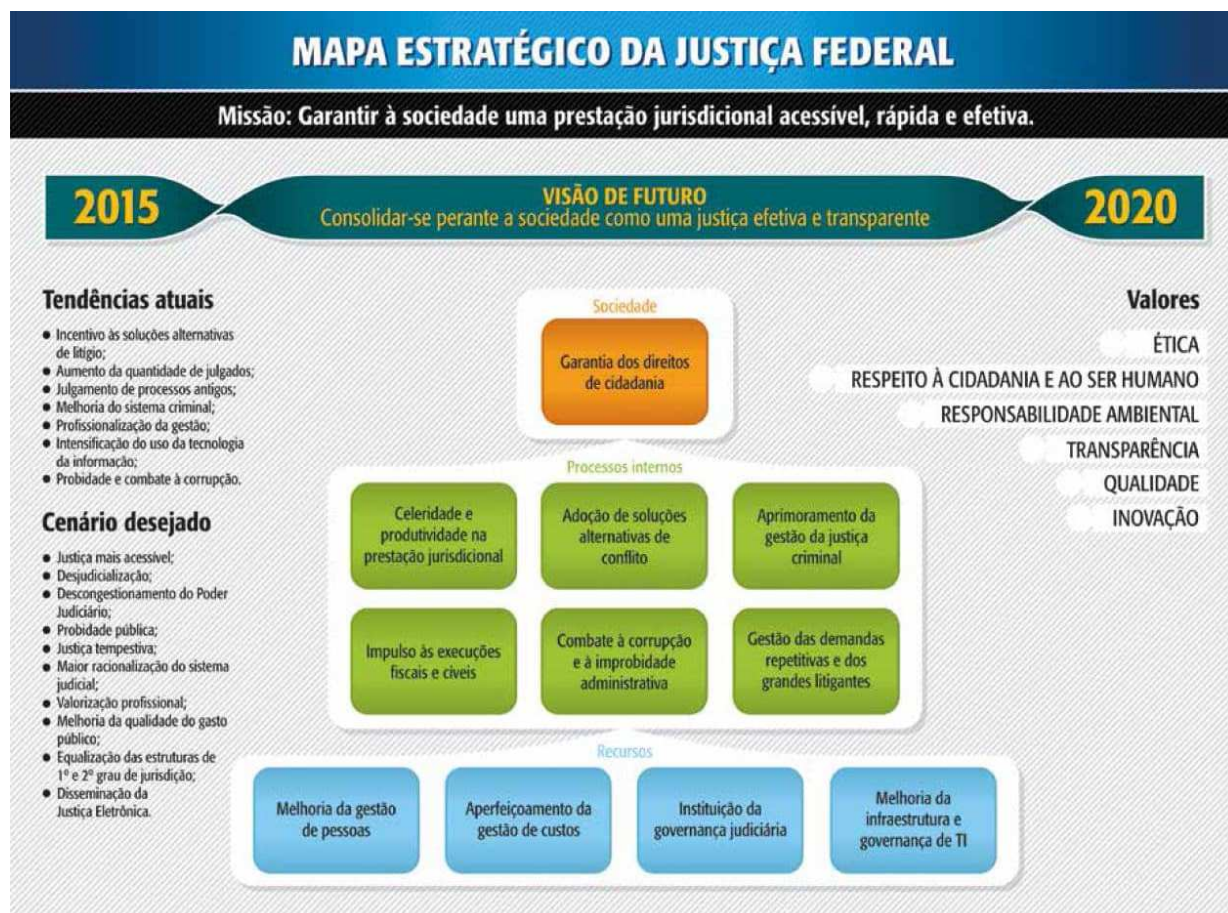 MAPA ESTRATÉGICO DA JUSTIÇA FEDERAL
Missão: Garantir à sociedade uma prestação jurisdicional acessível, rápida e efetiva.
2015
VISÃO DE FUTURO
Consolidar-se perante a sociedade como uma justiça efetiva e transparente
2020
Tendências atuais
● Incentivo às soluções alternativas
de litígio;
● Aumento da quantidade de julgados;
● Julgamento de processos antigos;
● Melhoria do sistema criminal;
● Profissionalização da gestão;
● Intensificação do uso da tecnologia
da informação;
● Probidade e combate à corrupção.
Cenário desejado
● Justiça mais acessível;
● Desjudicialização;
● Descongestionamento do Poder
Judiciário;
● Probidade pública;
● Justiça tempestiva;
● Maior racionalização do sistema
judicial;
● Valorização profissional;
● Melhoria da qualidade do gasto
público;
● Equalização das estruturas de
1º e 2º grau de jurisdição;
● Disseminação da
Justiça Eletrônica.
Sociedade
Garantia dos direitos
de cidadania
Processos internos
Celeridade e
produtividade na
prestação jurisdicional
Adoção de soluções
alternativas de
conflito
Aprimoramento da
gestão da justiça
criminal
Impulso às execuções
fiscais e cíveis
Combate à corrupção
e à improbidade
administrativa
Gestão das demandas
repetitivas e dos
grandes litigantes
Recursos
Melhoria da gestão
de pessoas
Aperfeiçoamento da
gestão de custos
Instituição da
governança judiciária
Melhoria da
infraestrutura e
governança de TI
Valores
ÉTICA
RESPEITO À CIDADANIA E AO SER HUMANO
RESPONSABILIDADE AMBIENTAL
TRANSPARÊNCIA
QUALIDADE
INOVAÇÃO